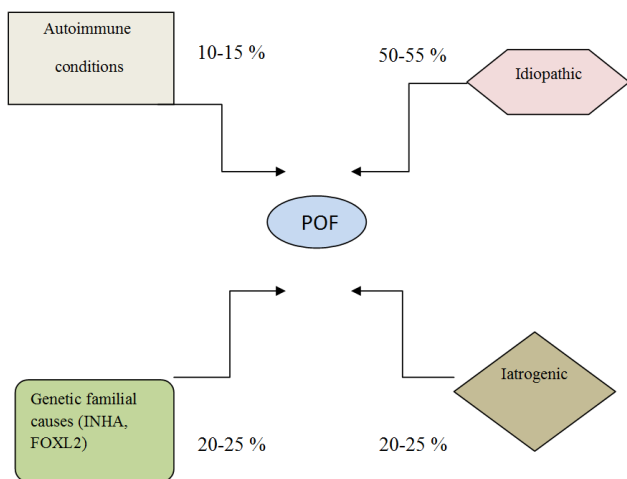 Autoimmune
conditions
10-15 %
50-55 %
Idiopathic
POF
Genetic familial
causes (INHA,
FOXL2)
20-25 %
20-25 %
Iatrogenic